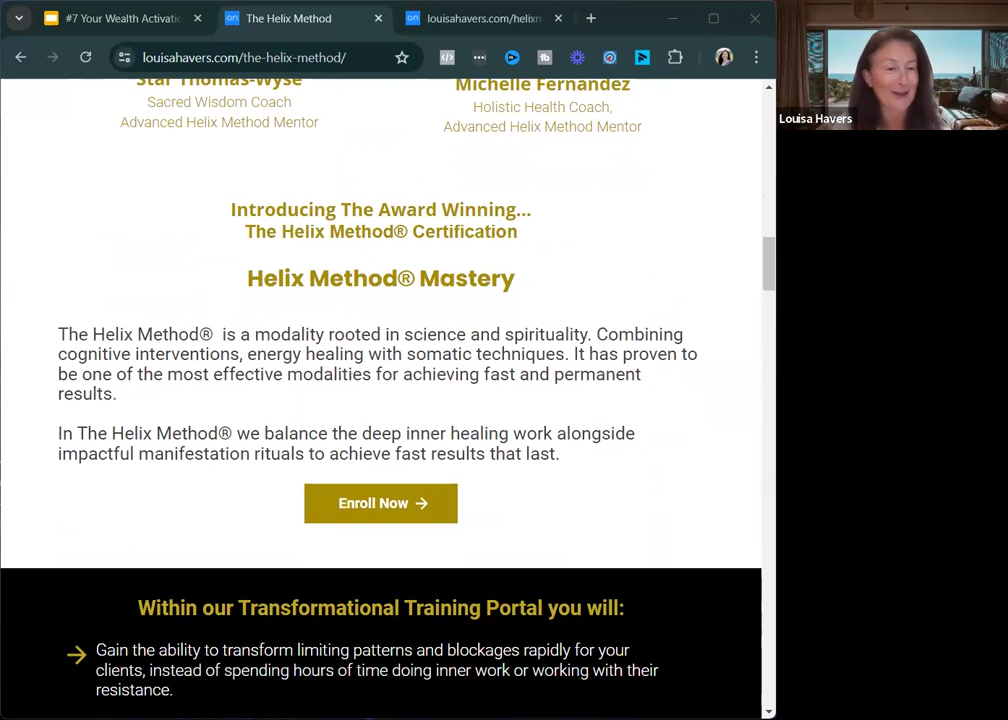 #7 Your Wealth Activatic
The Helix Method
louisahavers.com/helixn
louisahavers.com/the-helix-method/
Louisa Havers
Star Thomas-Wyse
Sacred Wisdom Coach
Advanced Helix Method Mentor
Michelle Fernandez
Holistic Health Coach,
Advanced Helix Method Mentor
Introducing The Award Winning...
The Helix Method® Certification
Helix Method® Mastery
The Helix Method® is a modality rooted in science and spirituality. Combining
cognitive interventions, energy healing with somatic techniques. It has proven to
be one of the most effective modalities for achieving fast and permanent
results.
In The Helix Method® we balance the deep inner healing work alongside
impactful manifestation rituals to achieve fast results that last.
Enroll Now →
Within our Transformational Training Portal you will:
Gain the ability to transform limiting patterns and blockages rapidly for your
clients, instead of spending hours of time doing inner work or working with their
resistance.